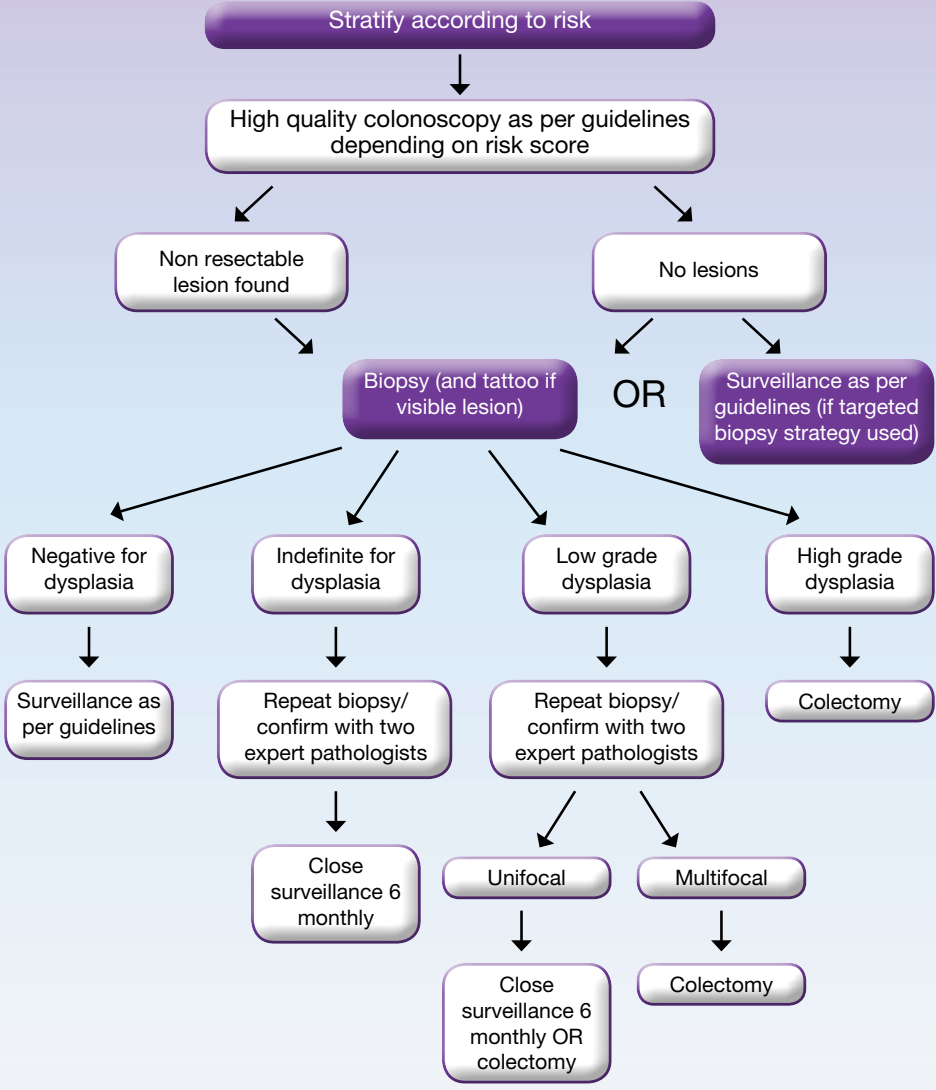 Stratify according to risk
High quality colonoscopy as per guidelines
depending on risk score
Non resectable
lesion found
No lesions
Biopsy (and tattoo if
visible lesion)
OR
Surveillance as per
guidelines (if targeted
biopsy strategy used)
Negative for
dysplasia
Indefinite for
dysplasia
Low grade
dysplasia
High grade
dysplasia
Surveillance as
per guidelines
Repeat biopsy/
confirm with two
expert pathologists
Repeat biopsy/
confirm with two
expert pathologists
Colectomy
Close
surveillance 6
monthly
Unifocal
Multifocal
Close
surveillance 6
monthly OR
colectomy
Colectomy